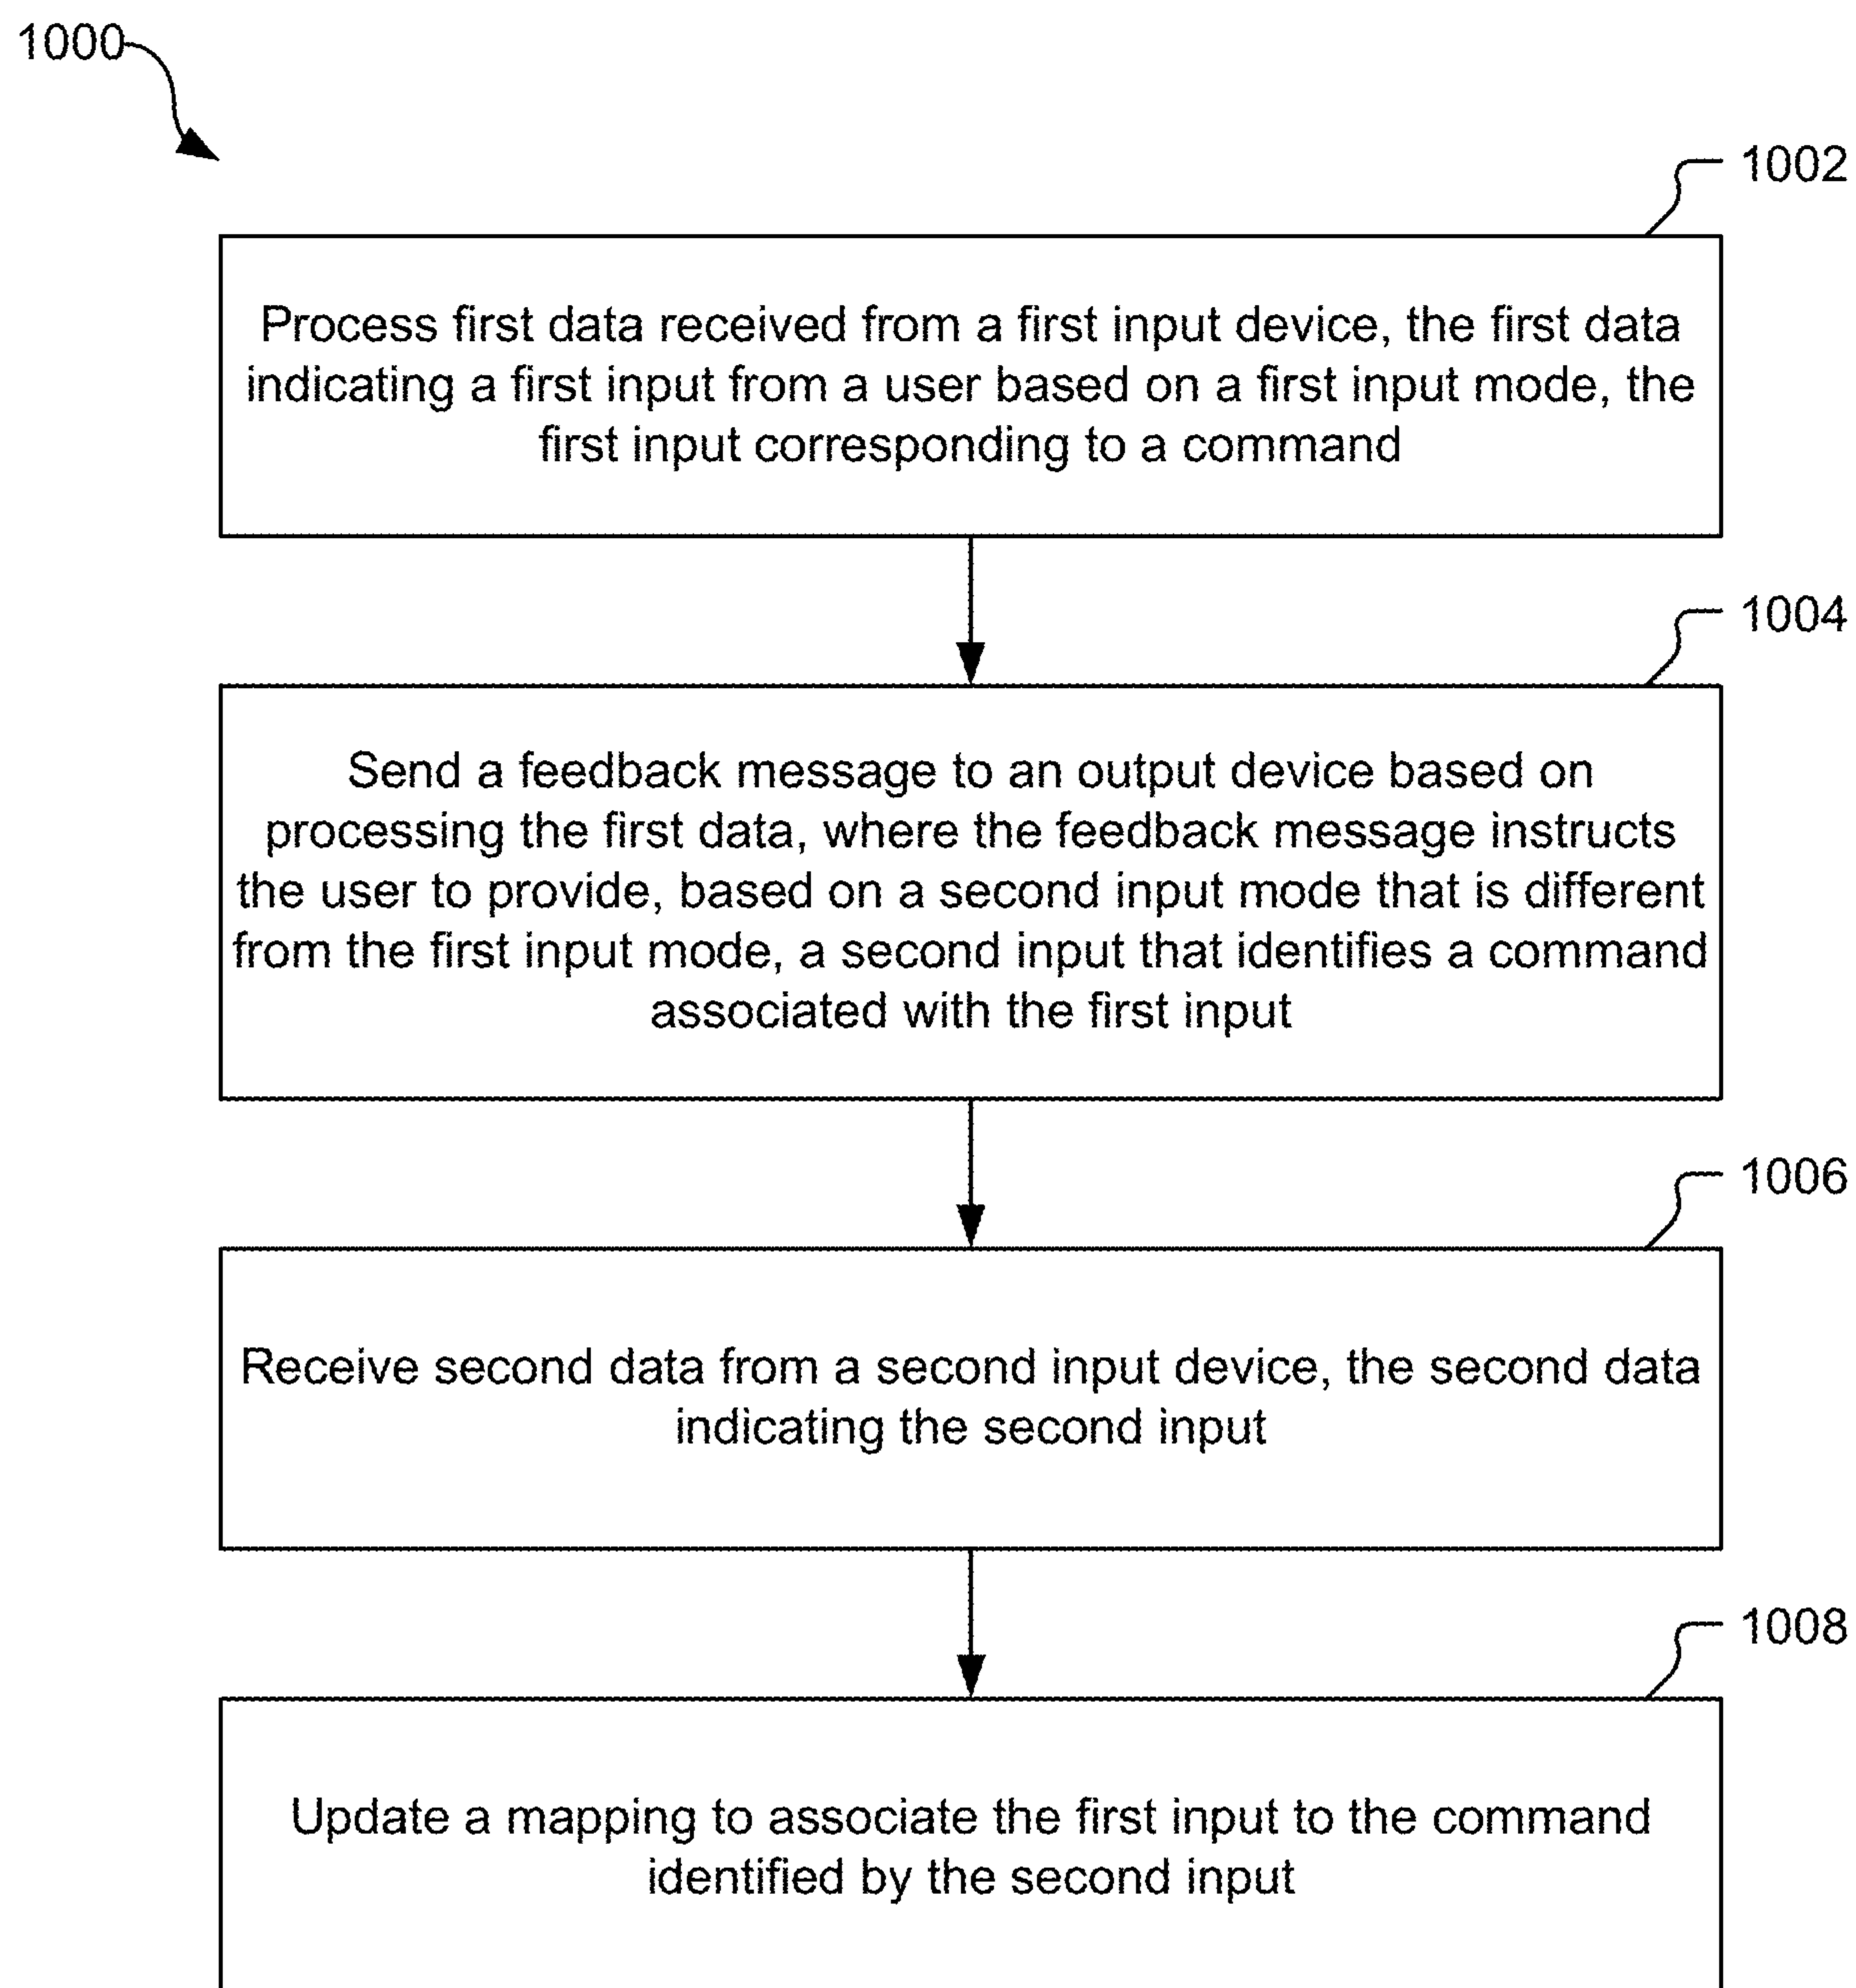 1000
1002
Process first data received from a first input device, the first data
indicating a first input from a user based on a first input mode, the
first input corresponding to a command
1004
Send a feedback message to an output device based on
processing the first data, where the feedback message instructs
the user to provide, based on a second input mode that is different
from the first input mode, a second input that identifies a command
associated with the first input
1006
Receive second data from a second input device, the second data
indicating the second input
1008
Update a mapping to associate the first input to the command
identified by the second input